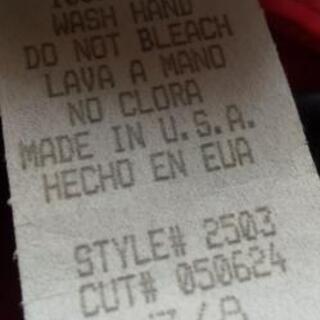 WASH HAND
DO NOT BLEACH
LAVA A MANO
NO CLORA
MADE IN U.S.A.
HECHO EN EUA
STYLE# 2503
CUT# 050624